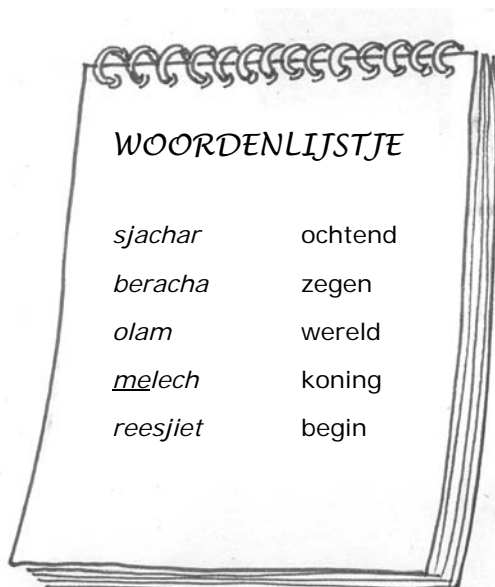 WOORDENLIJSTJE
sjachar ochtend
beracha zegen
olam wereld
melech koning
reesjiet begin